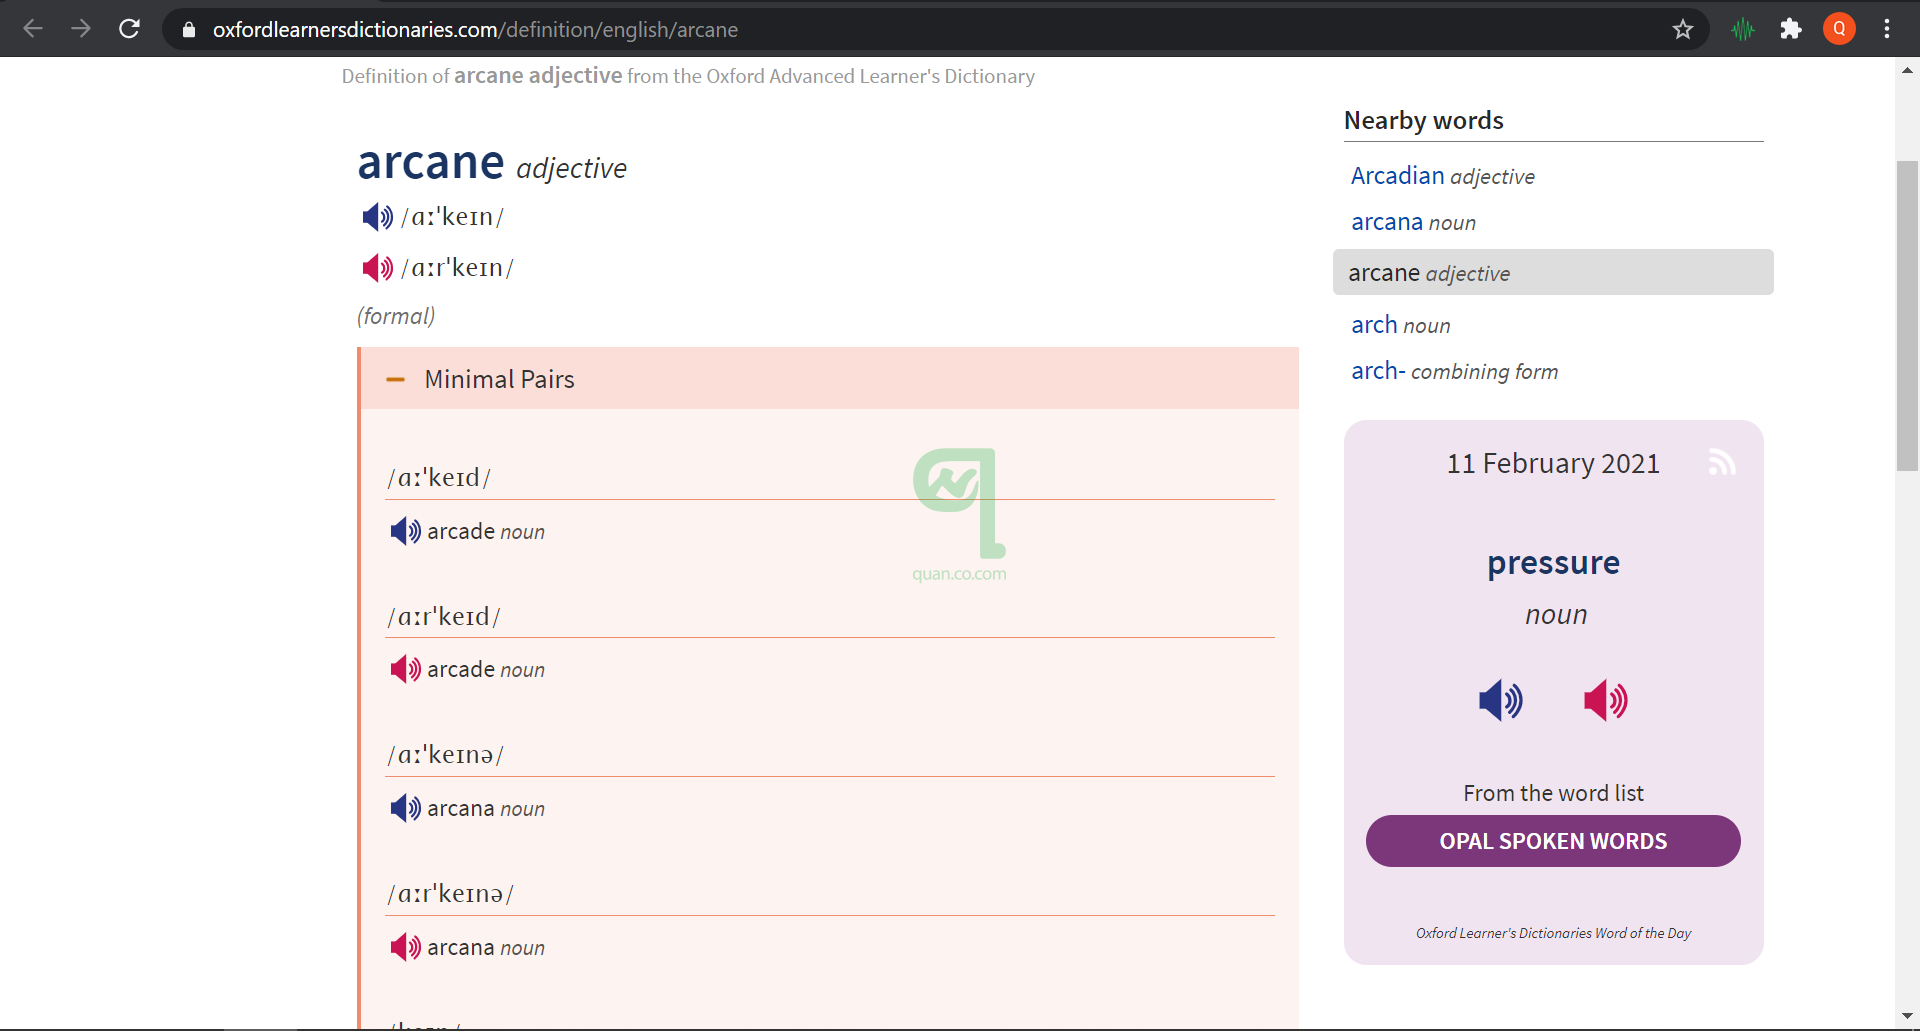 oxfordlearnersdictionaries.com/definition/english/arcane
Q
Definition of arcane adjective from the Oxford Advanced Learner's Dictionary
arcane adjective
/ɑːˈkeɪn/
/ɑːrˈkeɪn/
(formal)
Minimal Pairs
/ɑːˈkeɪd/
arcade noun
/ɑːrˈkeɪd/
arcade noun
/ɑːˈkeɪnə/
arcana noun
/ɑːrˈkeɪnə/
arcana noun
quan.co.com
Nearby words
Arcadian adjective
arcana noun
arcane adjective
arch noun
arch- combining form
11 February 2021
pressure
noun
From the word list
OPAL SPOKEN WORDS
Oxford Learner's Dictionaries Word of the Day